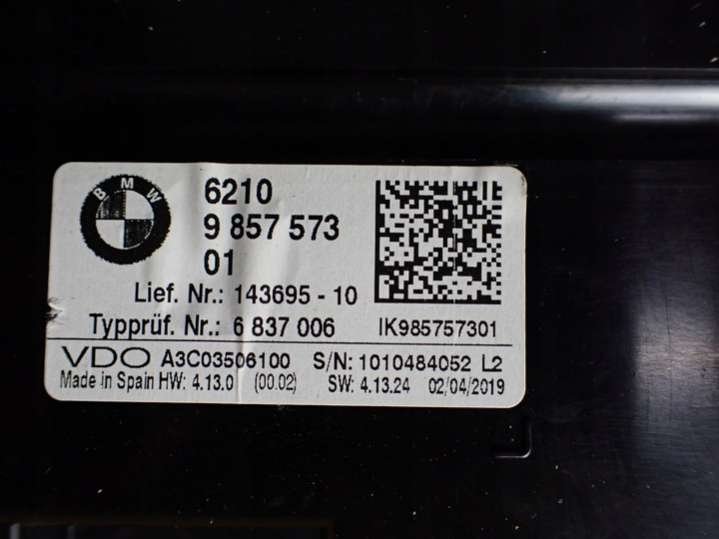 BMW
6210
9 857 573
01
Lief. Nr.: 143695 - 10
Typprüf. Nr.: 6 837 006
IK985757301
VDO A3C03506100 S/N: 1010484052 L2
Made in Spain HW: 4.13.0 (00.02) SW: 4.13.24 02/04/2019